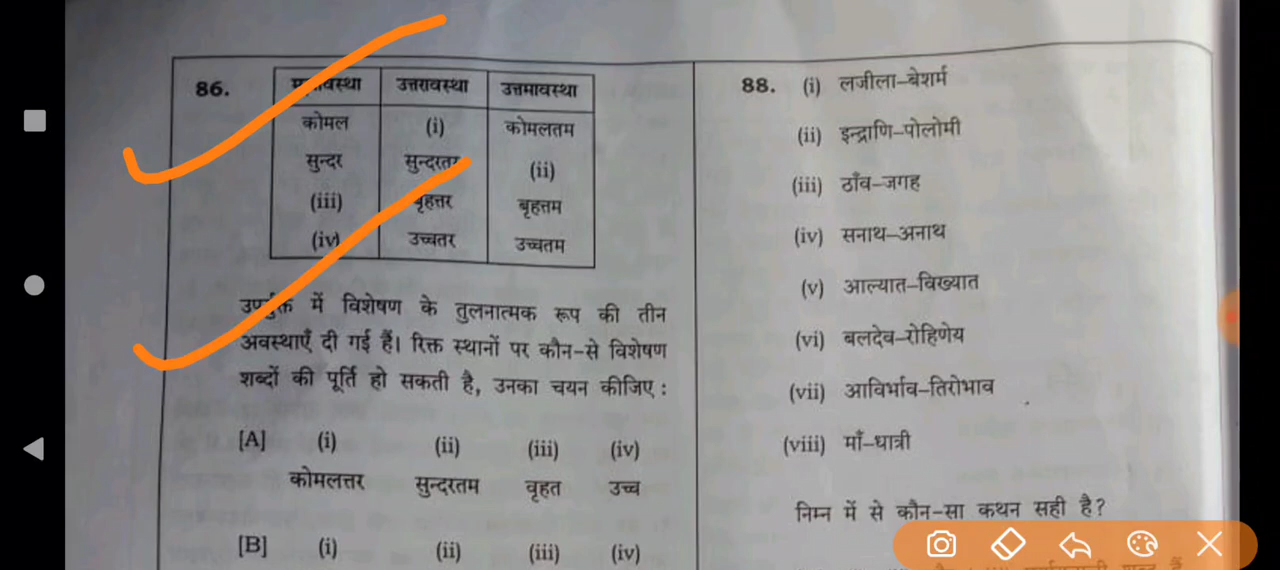 86.
उत्तरावस्था उत्तमावस्था
कोमल (i) कोमलतम
सुन्दर सुन्दरतर (ii)
(iii) बृहत्तर बृहत्तम
(iv) उच्चतर उच्चतम
उपर्युक्त में विशेषण के तुलनात्मक रूप की तीन
अवस्थाएँ दी गई हैं। रिक्त स्थानों पर कौन-से विशेषण
शब्दों की पूर्ति हो सकती है, उनका चयन कीजिए :
[A] (i) (ii) (iii) (iv)
कोमलत्तर सुन्दरतम वृहत उच्च
[B] (i) (ii) (iii) (iv)
88. (i) लजीला–बेशर्म
(ii) इन्द्राणि–पोलोमी
(iii) ठाँव–जगह
(iv) सनाथ–अनाथ
(v) आल्यात–विख्यात
(vi) बलदेव–रोहिणेय
(vii) आविर्भाव–तिरोभाव
(viii) माँ–धात्री
निम्न में से कौन-सा कथन सही है?